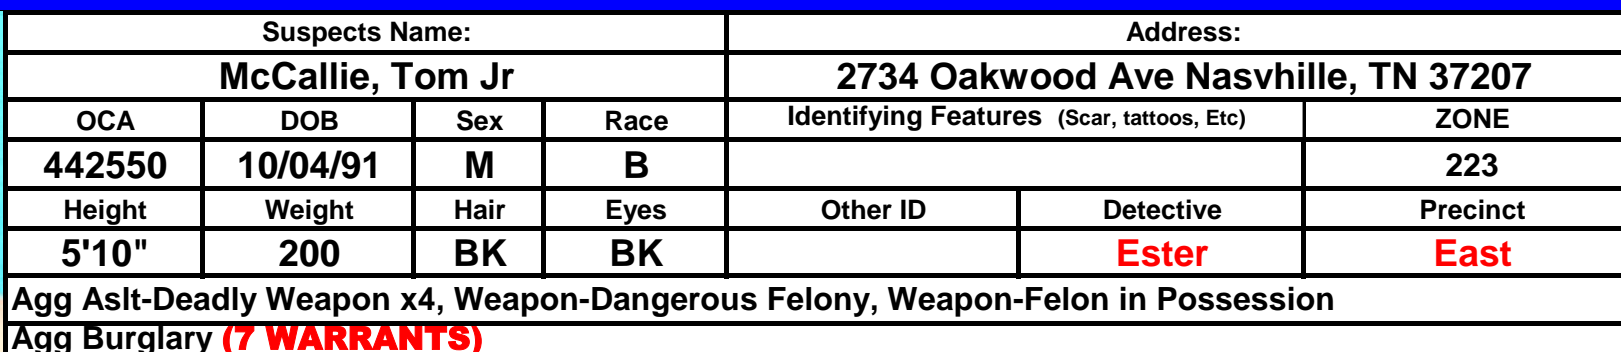 Suspects Name: Address:
McCallie, Tom Jr 2734 Oakwood Ave Nasvhille, TN 37207
OCA DOB Sex Race Identifying Features (Scar, tattoos, Etc) ZONE
442550 10/04/91 M B 223
Height Weight Hair Eyes Other ID Detective Precinct
5'10" 200 BK BK Ester East
Agg Aslt-Deadly Weapon x4, Weapon-Dangerous Felony, Weapon-Felon in Possession
Agg Burglary (7 WARRANTS)